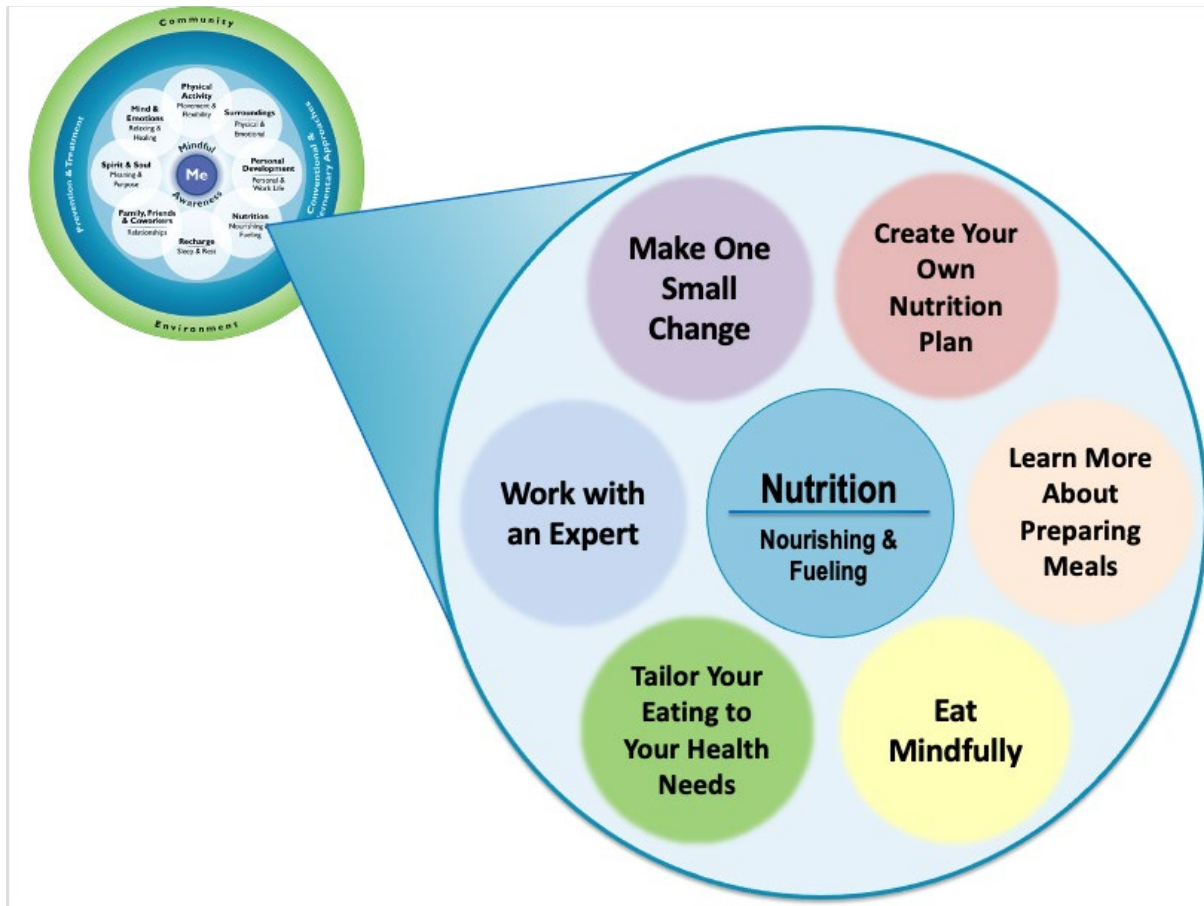 Community
Physical
Activity
Movement &
Flexibility
Mind &
Emotions
Relaxing &
Healing
Surroundings
Physical &
Emotional
Mindful
Prevention & Treatment
Spirit & Soul
Meaning &
Purpose
Me
Personal
Development
Personal &
Work Life
Conventional &
Awareness
Family, Friends
& Coworkers
Relationships
Nutrition
Nourishing &
Fueling
Recharge
Sleep & Rest
Environment
Make One
Small
Change
Create Your
Own
Nutrition
Plan
Work with
an Expert
Nutrition
Nourishing &
Fueling
Learn More
About
Preparing
Meals
Tailor Your
Eating to
Your Health
Needs
Eat
Mindfully